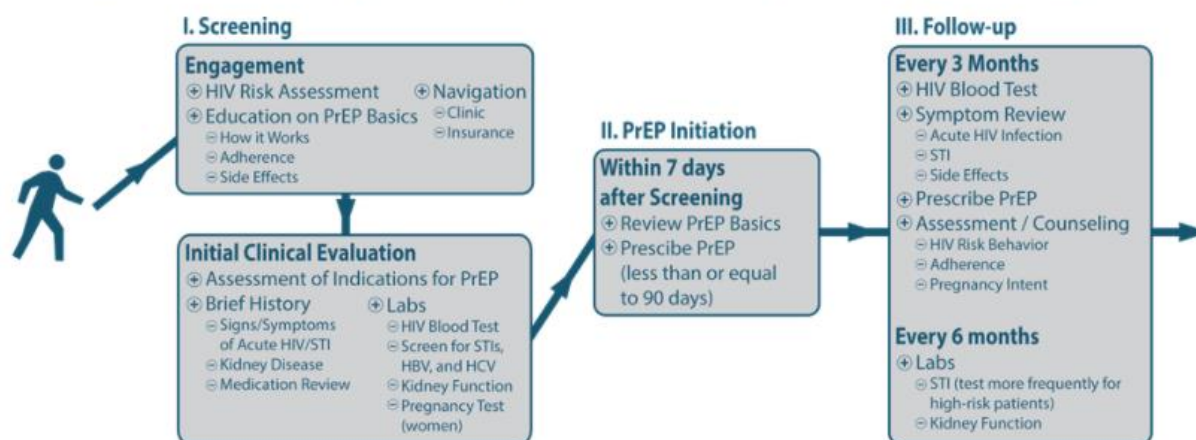 I. Screening
Engagement
HIV Risk Assessment
Education on PrEP Basics
How it Works
Adherence
Side Effects
Navigation
Clinic
Insurance
Initial Clinical Evaluation
Assessment of Indications for PrEP
Brief History
Signs/Symptoms
of Acute HIV/STI
Kidney Disease
Medication Review
Labs
HIV Blood Test
Screen for STIs,
HBV, and HCV
Kidney Function
Pregnancy Test
(women)
II. PrEP Initiation
Within 7 days
after Screening
Review PrEP Basics
Prescibe PrEP
(less than or equal
to 90 days)
III. Follow-up
Every 3 Months
HIV Blood Test
Symptom Review
Acute HIV Infection
STI
Side Effects
Prescribe PrEP
Assessment / Counseling
HIV Risk Behavior
Adherence
Pregnancy Intent
Every 6 months
Labs
STI (test more frequently for
high-risk patients)
Kidney Function